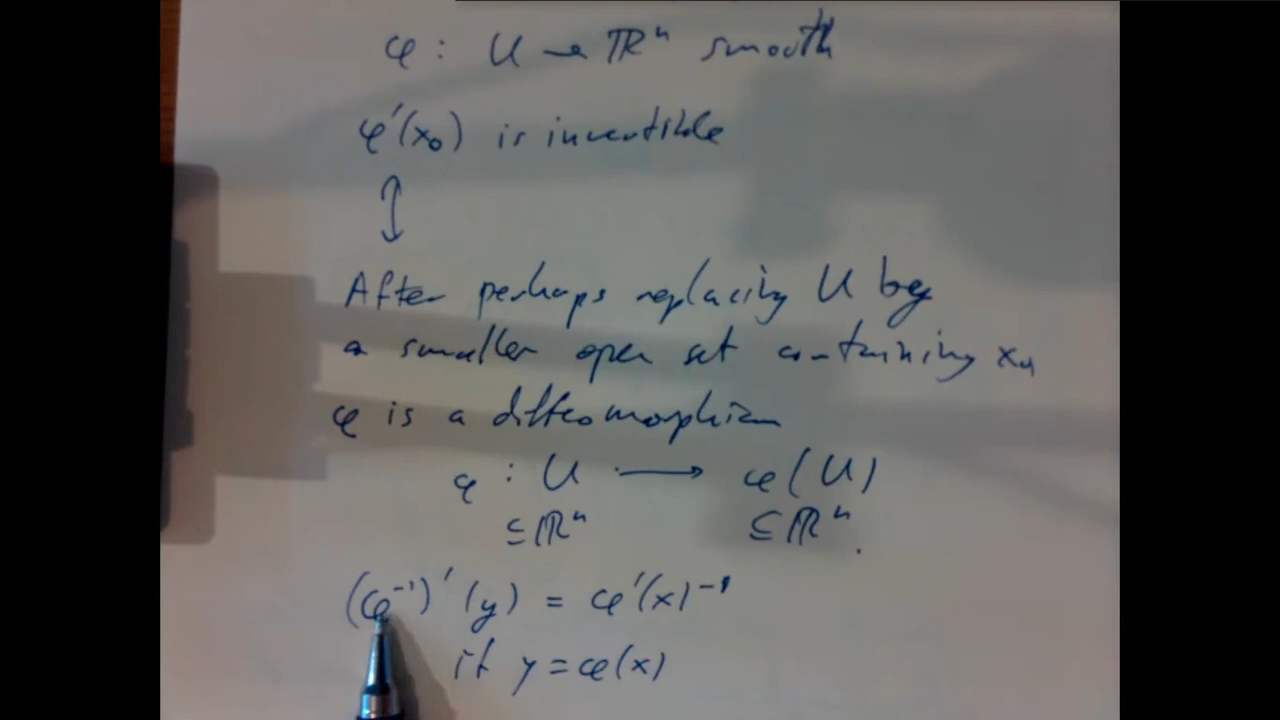 φ : U → ℝⁿ smooth
φ'(x₀) is invertible
↕
After perhaps replacing U by
a smaller open set containing x₀
φ is a diffeomorphism
φ : U ⟶ φ(U)
⊆ ℝⁿ ⊆ ℝⁿ.
(φ⁻¹)'(y) = φ'(x)⁻¹
if y = φ(x)